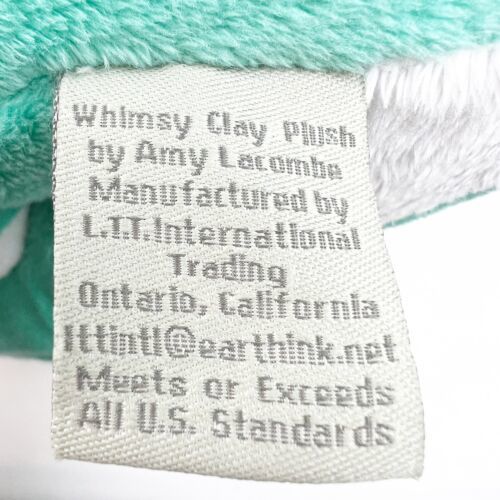 Whimsy Clay Plush
by Amy Lacombe
Manufactured by
L.T.T.International
Trading
Ontario, California
lttintl@earthink.net
Meets or Exceeds
All U.S. Standards